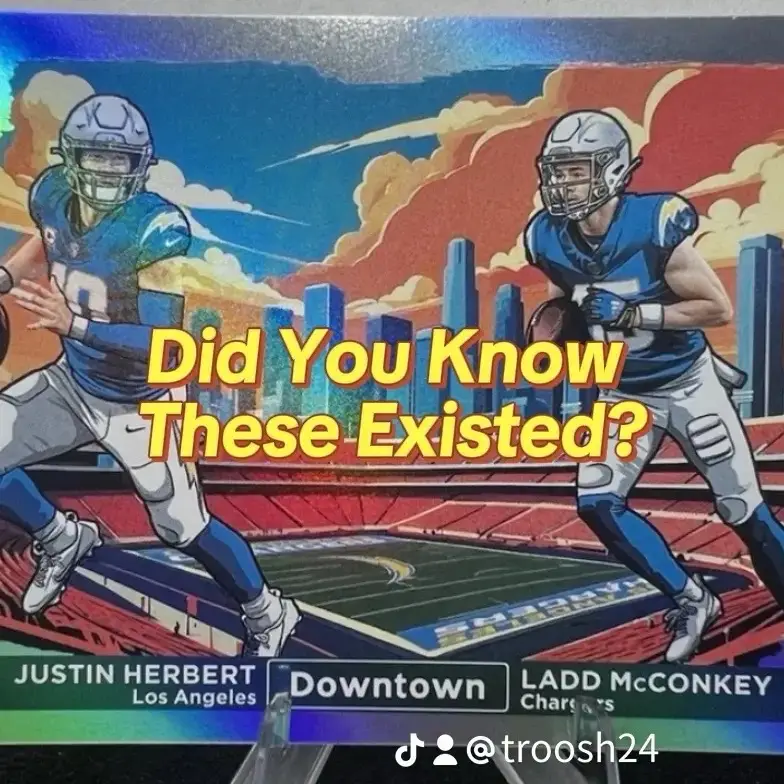 Did You Know
These Existed?
JUSTIN HERBERT
Los Angeles
Downtown
LADD McCONKEY
@troosh24